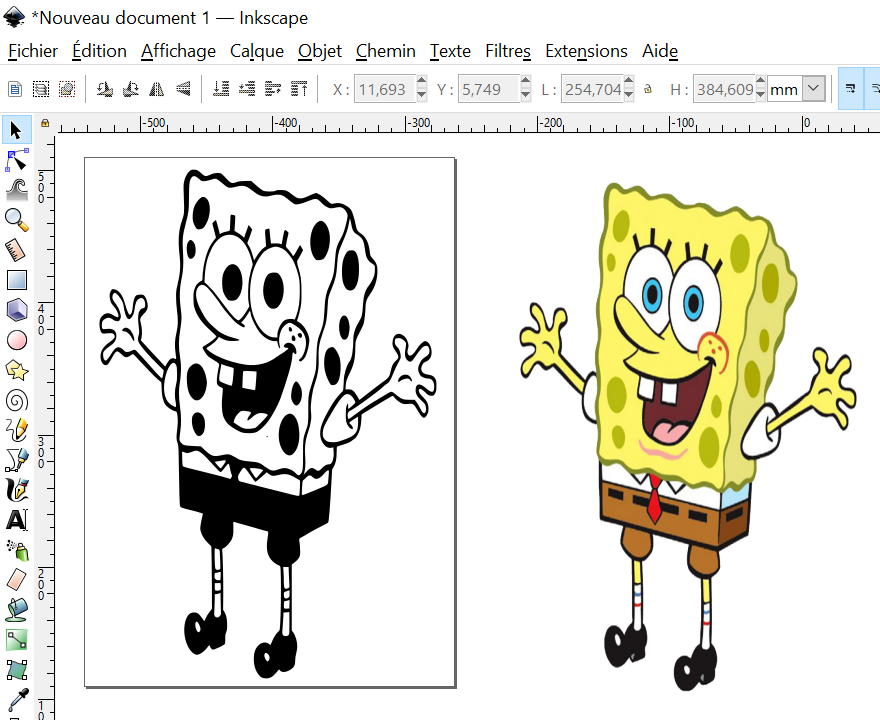 *Nouveau document 1 — Inkscape
Fichier Édition Affichage Calque Objet Chemin Texte Filtres Extensions Aide
X : 11,693 Y : 5,749 L : 254,704 H : 384,609 mm
-500 -400 -300 -200 -100 0
500
400
300
200
10